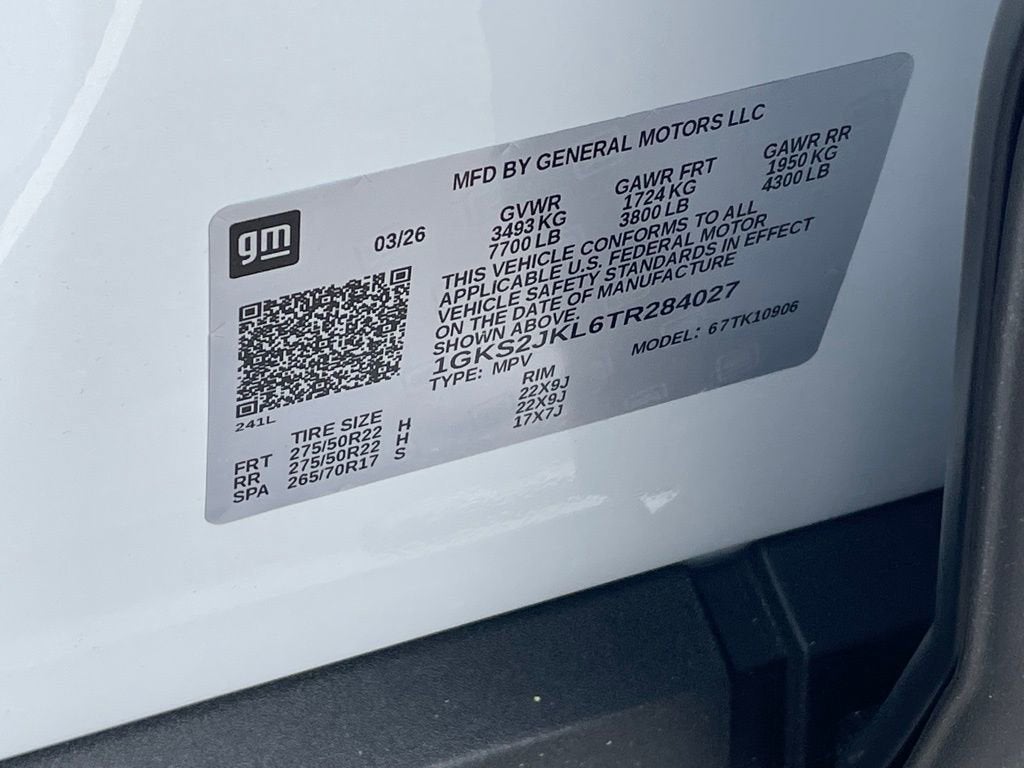 gm
MFD BY GENERAL MOTORS LLC
03/26
GVWR GAWR FRT GAWR RR
3493 KG 1724 KG 1950 KG
7700 LB 3800 LB 4300 LB
THIS VEHICLE CONFORMS TO ALL
APPLICABLE U.S. FEDERAL MOTOR
VEHICLE SAFETY STANDARDS IN EFFECT
ON THE DATE OF MANUFACTURE
SHOWN ABOVE.
1GKS2JKL6TR284027
TYPE: MPV MODEL: 67TK10906
241L
TIRE SIZE RIM
FRT 275/50R22 H 22X9J
RR 275/50R22 H 22X9J
SPA 265/70R17 S 17X7J